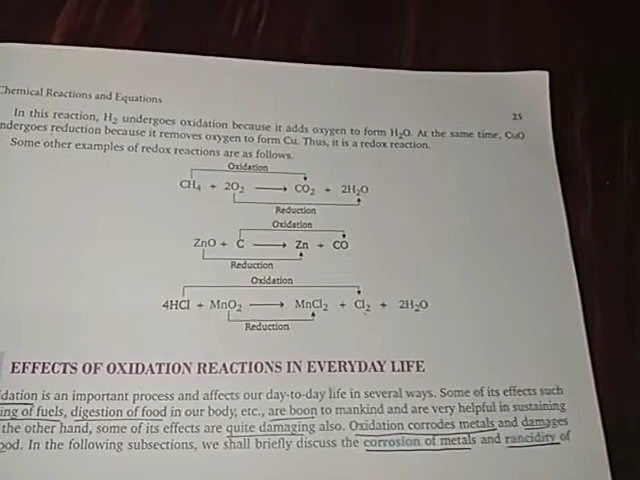 Chemical Reactions and Equations
25
In this reaction, H₂ undergoes oxidation because it adds oxygen to form H₂O. At the same time, CuO
ndergoes reduction because it removes oxygen to form Cu. Thus, it is a redox reaction.
Some other examples of redox reactions are as follows.
Oxidation
CH₄ + 2O₂ ⟶ CO₂ + 2H₂O
Reduction
Oxidation
ZnO + C ⟶ Zn + CO
Reduction
Oxidation
4HCl + MnO₂ ⟶ MnCl₂ + Cl₂ + 2H₂O
Reduction
EFFECTS OF OXIDATION REACTIONS IN EVERYDAY LIFE
idation is an important process and affects our day-to-day life in several ways. Some of its effects such
ing of fuels, digestion of food in our body, etc., are boon to mankind and are very helpful in sustaining
the other hand, some of its effects are quite damaging also. Oxidation corrodes metals and damages
ood. In the following subsections, we shall briefly discuss the corrosion of metals and rancidity of